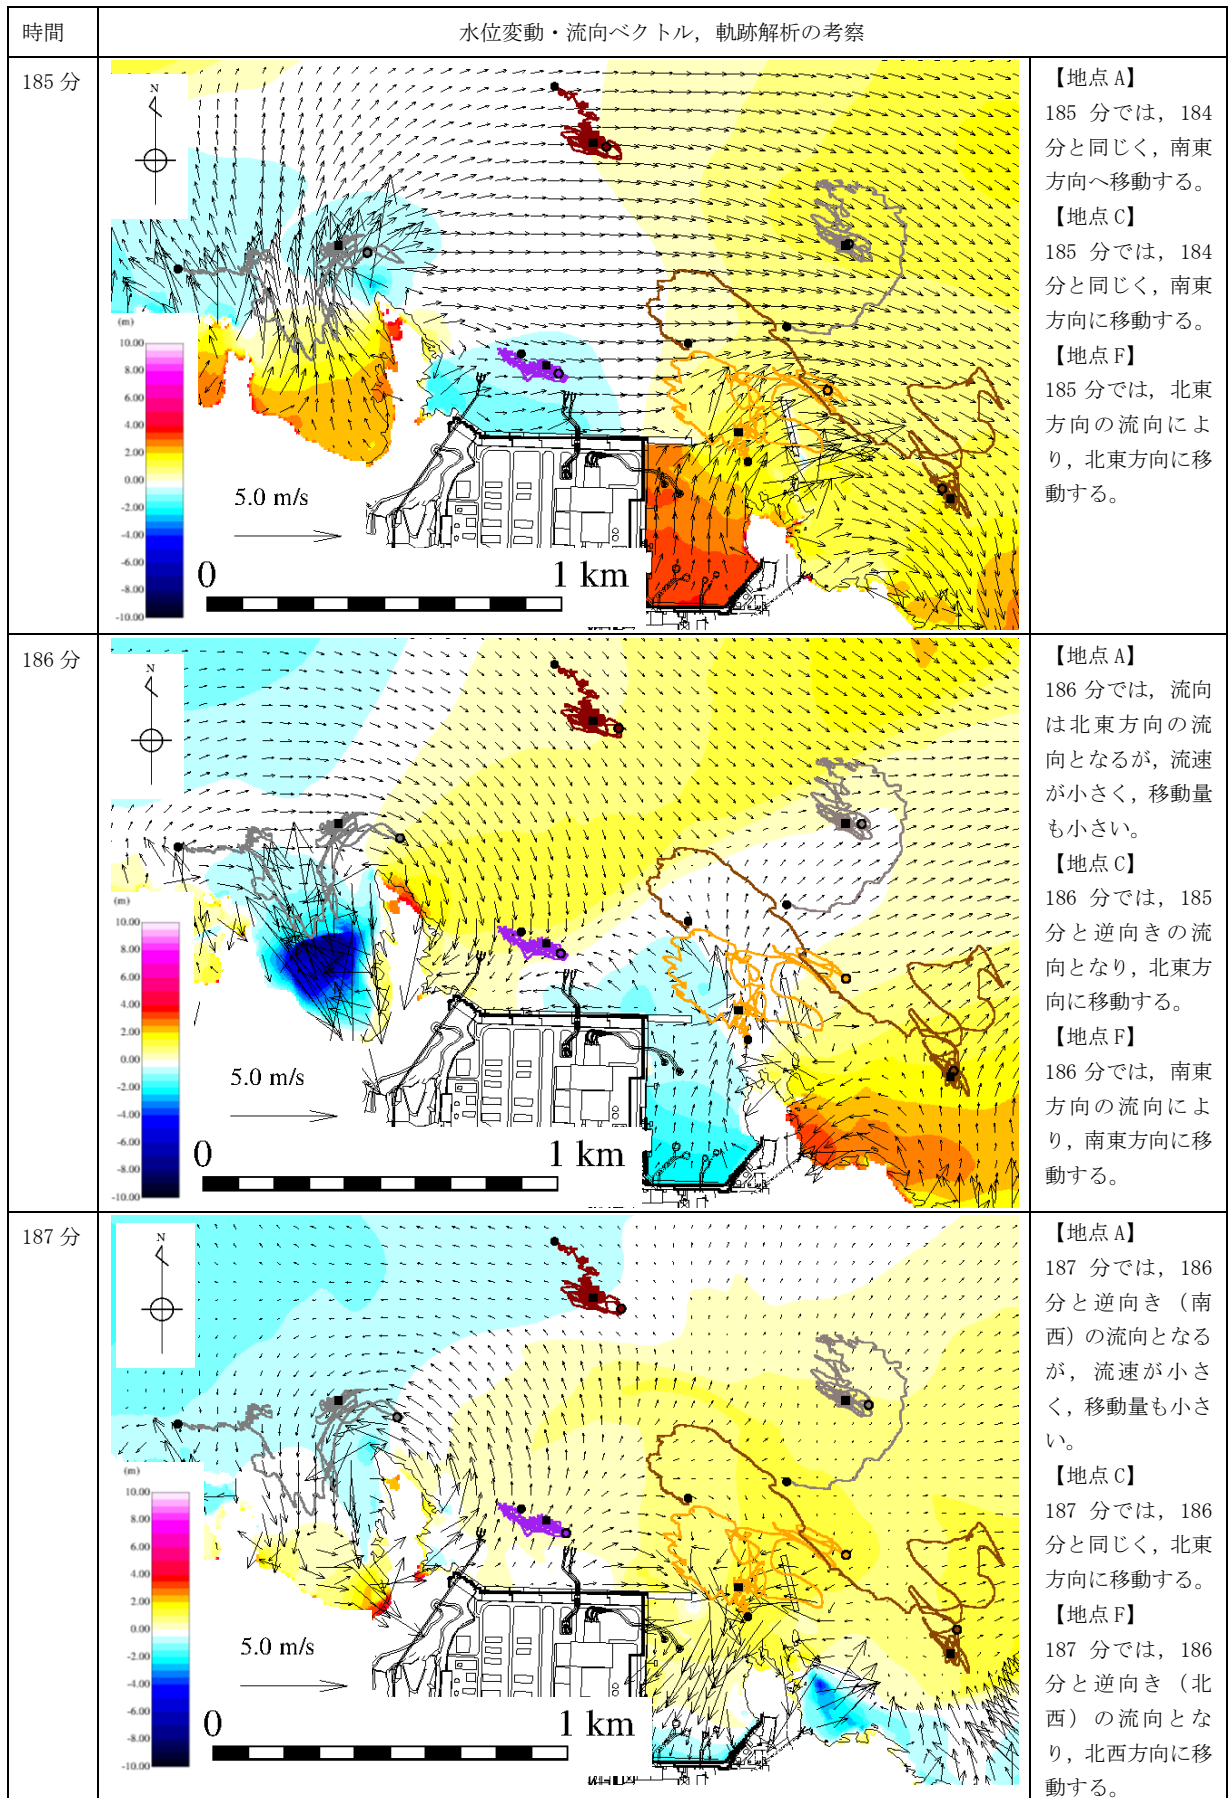 時間
水位変動・流向ベクトル，軌跡解析の考察
185 分
N
(m)
10.00
8.00
6.00
4.00
2.00
0.00
-2.00
-4.00
-6.00
-8.00
-10.00
5.0 m/s
0
1 km
【地点 A】
185 分では，184
分と同じく，南東
方向へ移動する。
【地点 C】
185 分では，184
分と同じく，南東
方向に移動する。
【地点 F】
185 分では，北東
方向の流向によ
り，北東方向に移
動する。
186 分
N
(m)
10.00
8.00
6.00
4.00
2.00
0.00
-2.00
-4.00
-6.00
-8.00
-10.00
5.0 m/s
0
1 km
【地点 A】
186 分では，流向
は北東方向の流
向となるが，流速
が小さく，移動量
も小さい。
【地点 C】
186 分では，185
分と逆向きの流
向となり，北東方
向に移動する。
【地点 F】
186 分では，南東
方向の流向によ
り，南東方向に移
動する。
187 分
N
(m)
10.00
8.00
6.00
4.00
2.00
0.00
-2.00
-4.00
-6.00
-8.00
-10.00
5.0 m/s
0
1 km
【地点 A】
187 分では，186
分と逆向き（南
西）の流向となる
が，流速が小さ
く，移動量も小さ
い。
【地点 C】
187 分では，186
分と同じく，北東
方向に移動する。
【地点 F】
187 分では，186
分と逆向き（北
西）の流向とな
り，北西方向に移
動する。